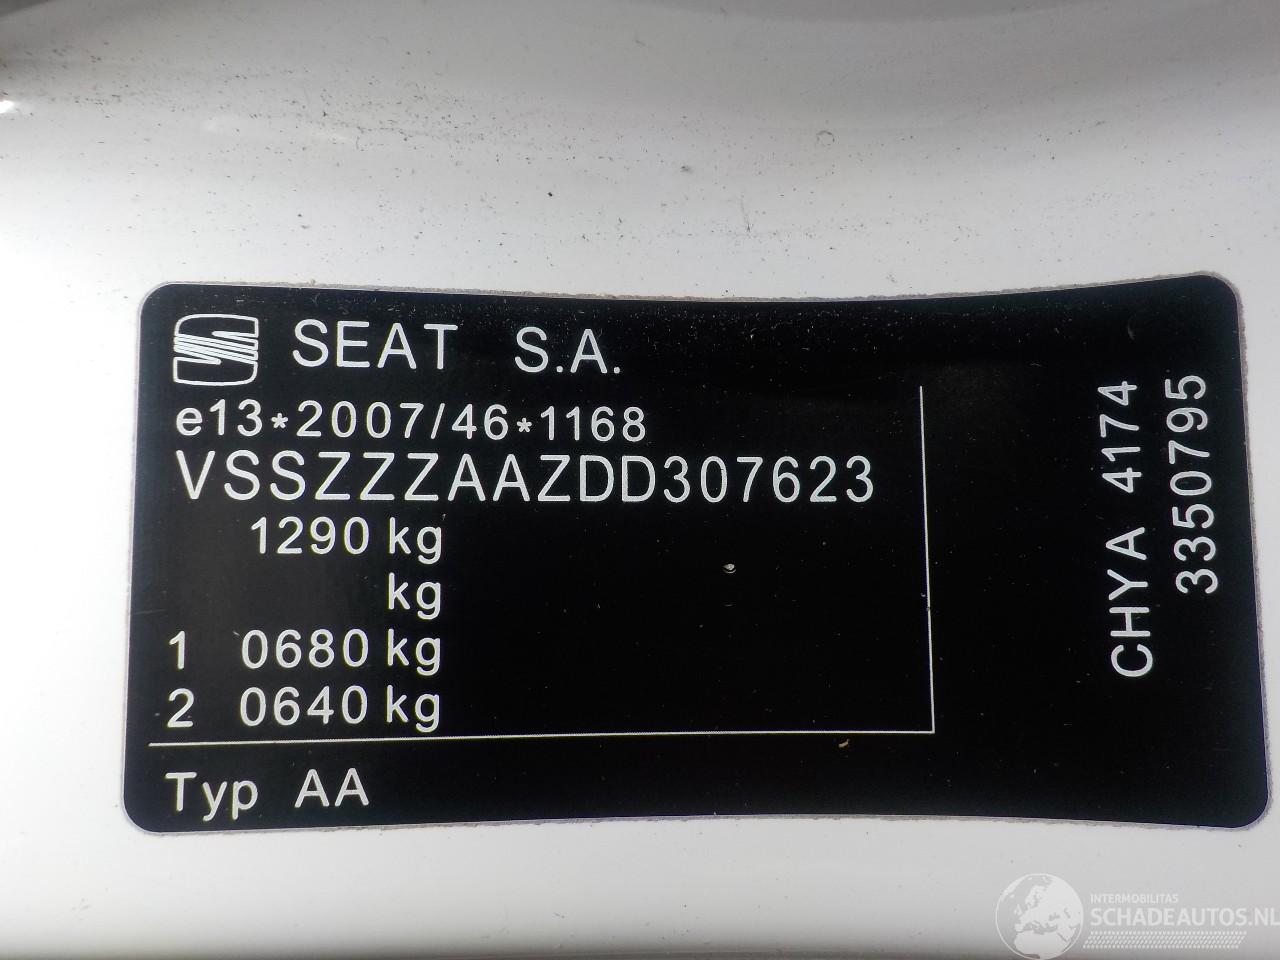 SEAT S.A.
e13*2007/46*1168
VSSZZZAAZDD307623
1290 kg
kg
1 0680 kg
2 0640 kg
Typ AA
CHYA 4174
3350795
INTERMOBILITAS
SCHADEAUTOS.NL